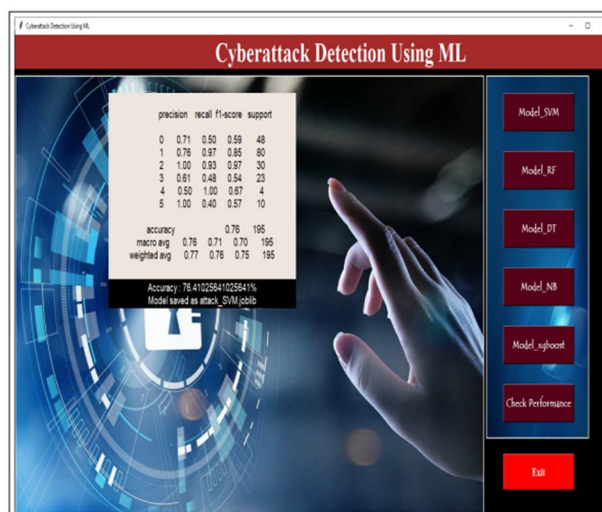 Cyberattack Detection Using ML
Cyberattack Detection Using ML
precision recall f1-score support
0 0.71 0.50 0.59 48
1 0.76 0.97 0.85 80
2 1.00 0.93 0.97 30
3 0.61 0.48 0.54 23
4 0.50 1.00 0.67 4
5 1.00 0.40 0.57 10
accuracy 0.76 195
macro avg 0.76 0.71 0.70 195
weighted avg 0.77 0.76 0.75 195
Accuracy : 76.41025641025641%
Model saved as attack_SVM.joblib
Model_SVM
Model_RF
Model_DT
Model_NB
Model_xgboost
Check Performance
Exit